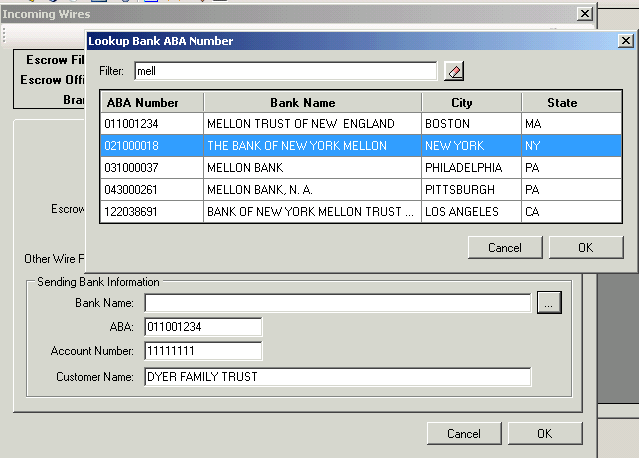 Incoming Wires
Lookup Bank ABA Number
Escrow
Escrow
Filter: mell
ABA Number Bank Name City State
011001234 MELLON TRUST OF NEW ENGLAND BOSTON MA
021000018 THE BANK OF NEW YORK MELLON NEW YORK NY
031000037 MELLON BANK PHILADELPHIA PA
043000261 MELLON BANK, N. A. PITTSBURGH PA
122038691 BANK OF NEW YORK MELLON TRUST ... LOS ANGELES CA
Escrow
Cancel OK
Other Wire F
Sending Bank Information
Bank Name: ...
ABA: 011001234
Account Number: 11111111
Customer Name: DYER FAMILY TRUST
Cancel OK